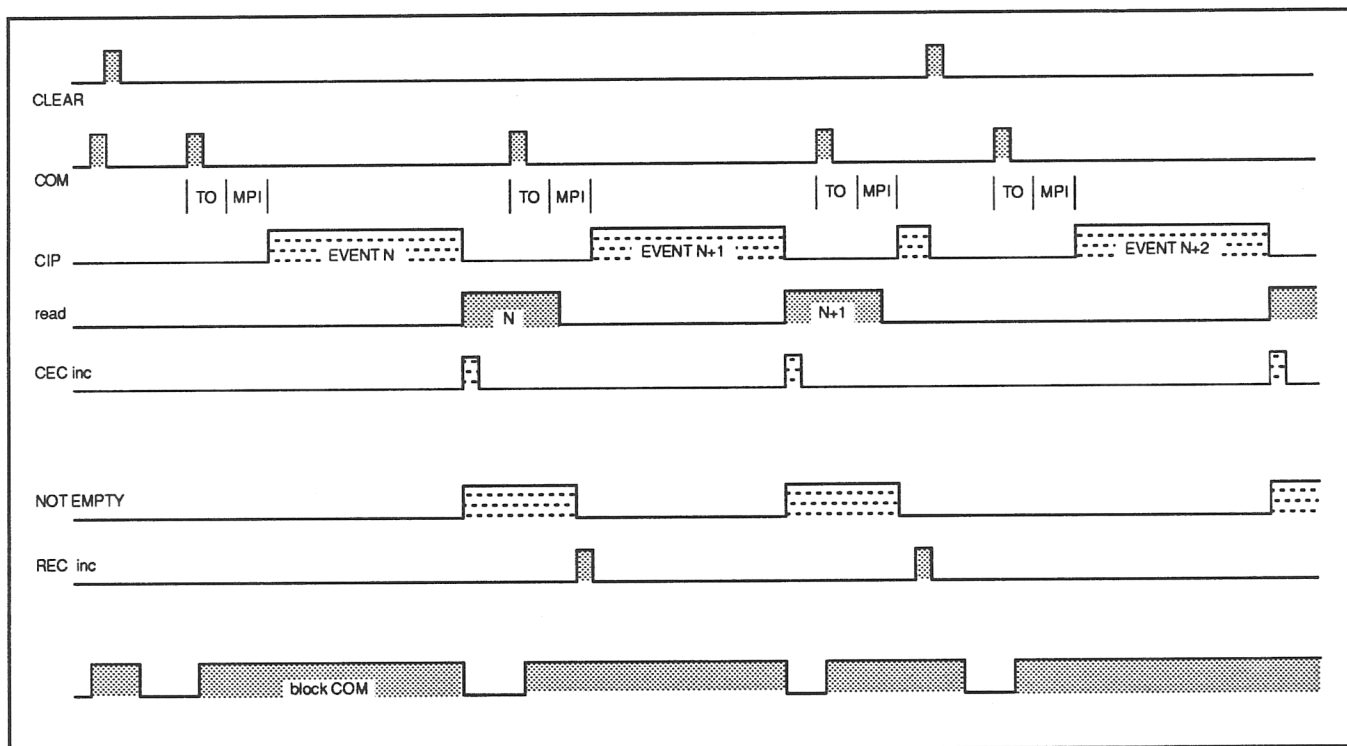 CLEAR
COM
TO MPI TO MPI TO MPI TO MPI
CIP EVENT N EVENT N+1 EVENT N+2
read N N+1
CEC inc
NOT EMPTY
REC inc
block COM